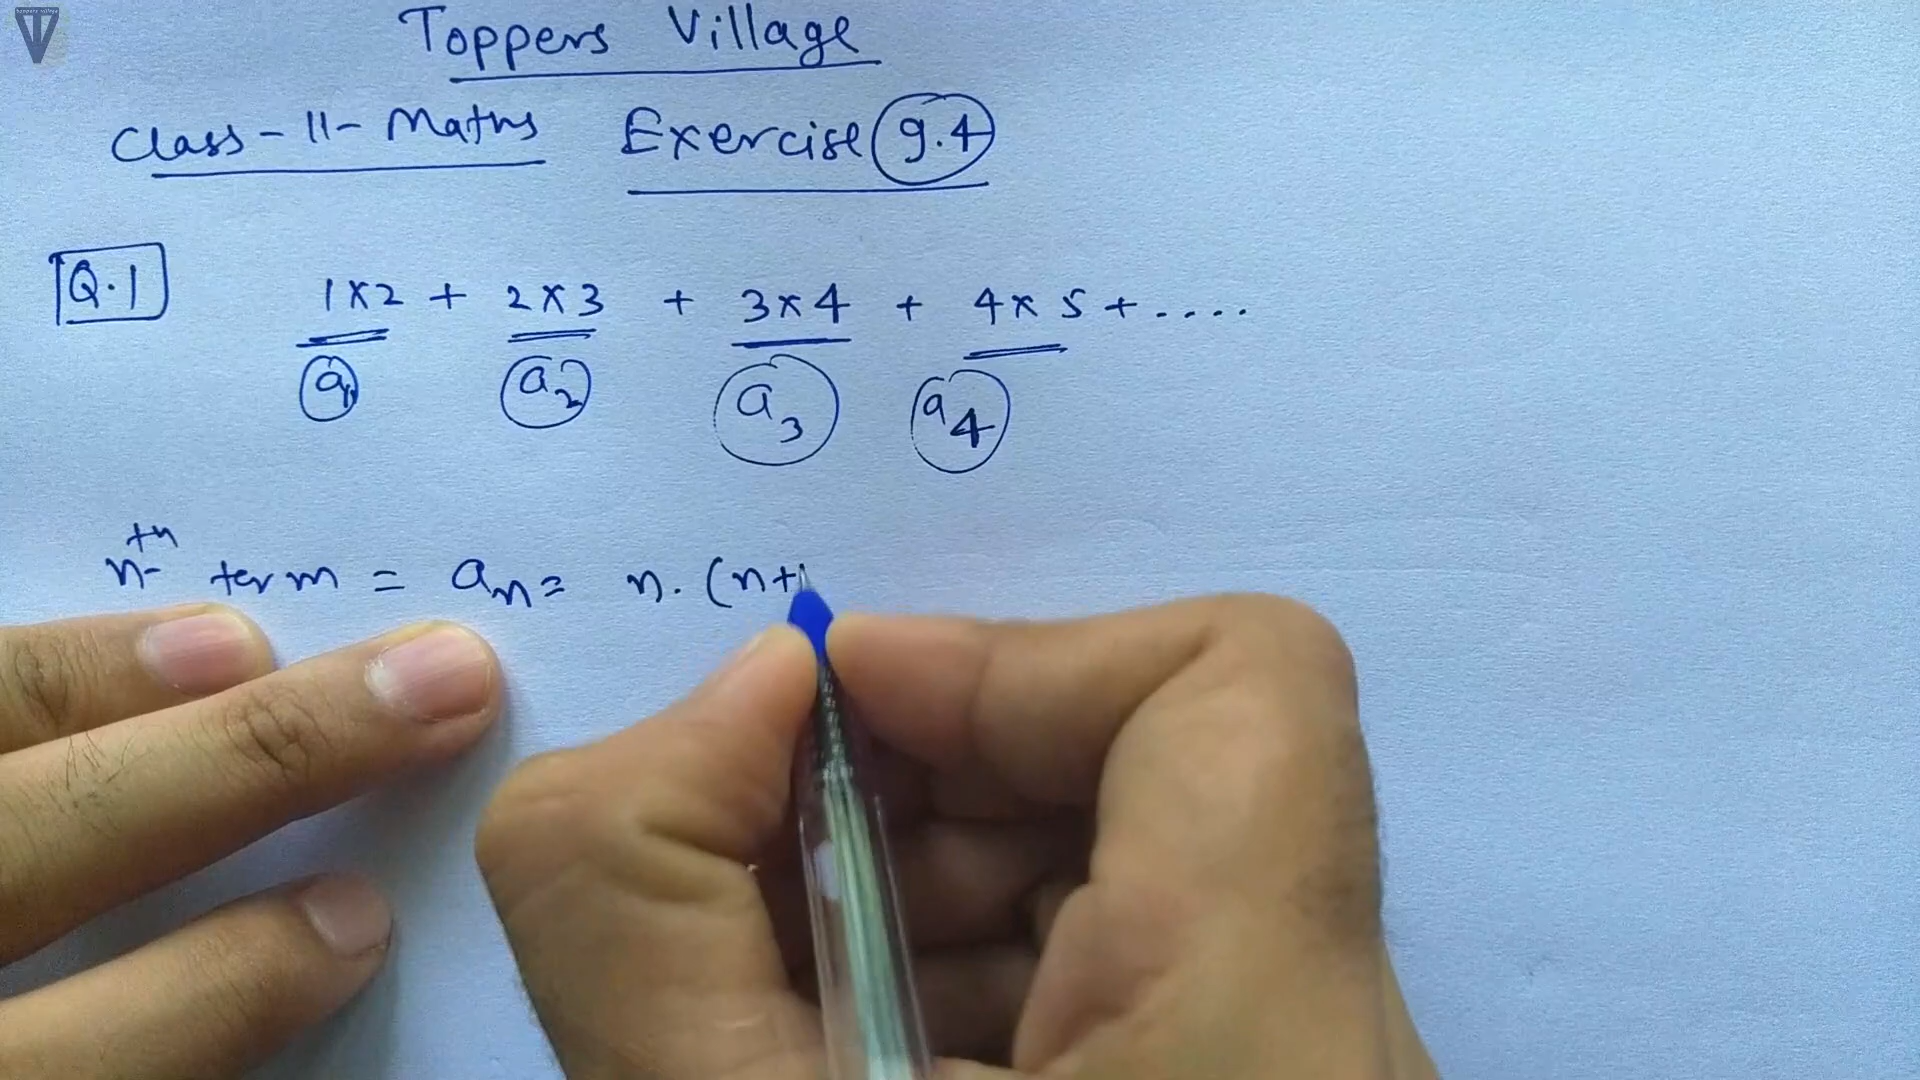 Toppers Village
Class-11-Maths Exercise 9.4
Q.1 1×2 + 2×3 + 3×4 + 4×5 + ....
a1 a2 a3 a4
nth term = an = n. (n+1